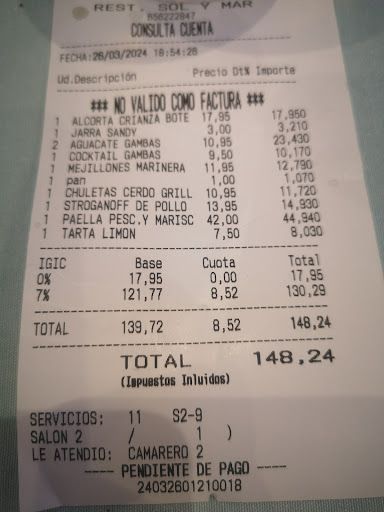 REST. SOL Y MAR
CONSULTA CUENTA
FECHA:26/03/2024 18:54:26
Ud.Descripción Precio Dt% Importe
### NO VALIDO COMO FACTURA ###
1 ALCORTA CRIANZA BOTE 17,95 17,950
1 JARRA SANDY 3,00 3,210
2 AGUACATE GAMBAS 10,95 23,430
1 COCKTAIL GAMBAS 9,50 10,170
1 MEJILLONES MARINERA 11,95 12,790
1 pan 1,00 1,070
1 CHULETAS CERDO GRILL 10,95 11,720
1 STROGANOFF DE POLLO 13,95 14,930
1 PAELLA PESC.Y MARISC 42,00 44,940
1 TARTA LIMON 7,50 8,030
IGIC Base Cuota Total
0% 17,95 0,00 17,95
7% 121,77 8,52 130,29
TOTAL 139,72 8,52 148,24
TOTAL 148,24
(Impuestos Inluidos)
SERVICIOS: 11 S2-9
SALON 2 / 1 )
LE ATENDIO: CAMARERO 2
----- PENDIENTE DE PAGO -----
24032601210018